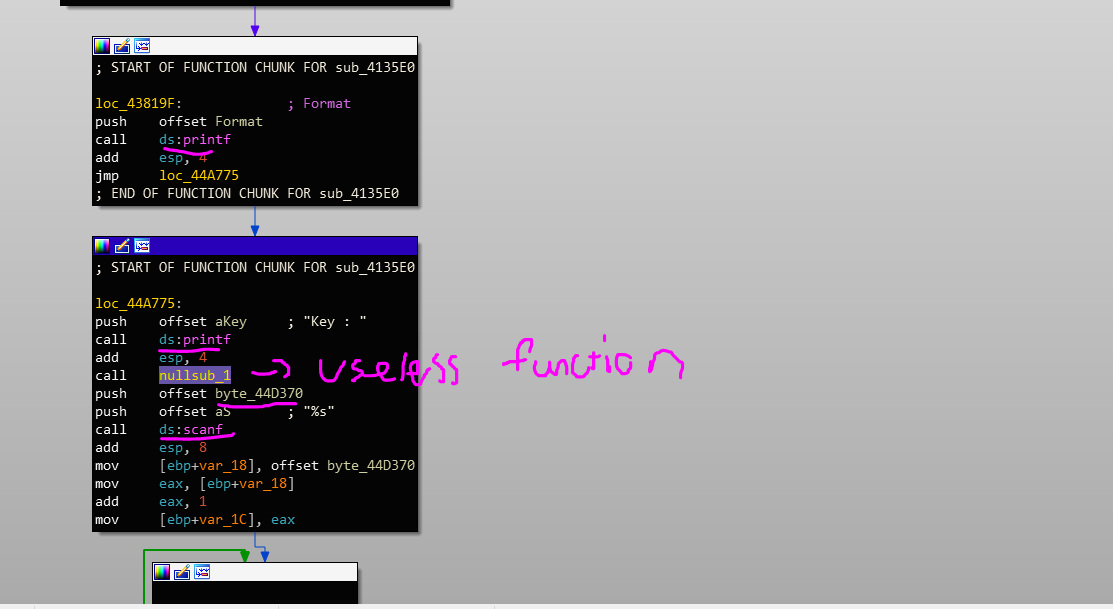 ; START OF FUNCTION CHUNK FOR sub_4135E0
loc_43819F: ; Format
push offset Format
call ds:printf
add esp, 4
jmp loc_44A775
; END OF FUNCTION CHUNK FOR sub_4135E0
; START OF FUNCTION CHUNK FOR sub_4135E0
loc_44A775:
push offset aKey ; "Key : "
call ds:printf
add esp, 4
call nullsub_1 -> useless function
push offset byte_44D370
push offset aS ; "%s"
call ds:scanf
add esp, 8
mov [ebp+var_18], offset byte_44D370
mov eax, [ebp+var_18]
add eax, 1
mov [ebp+var_1C], eax